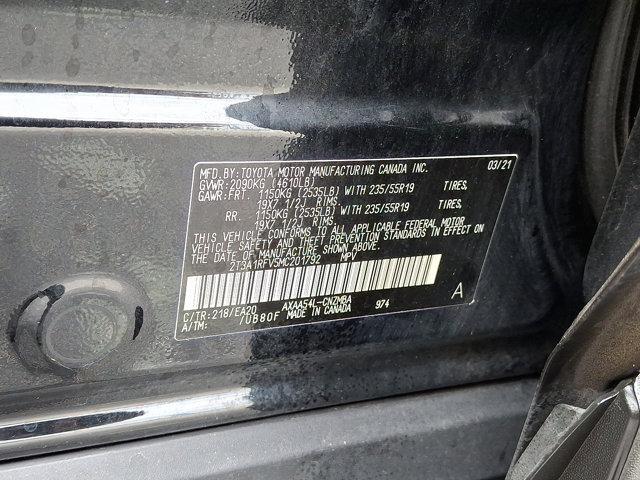 MFD. BY: TOYOTA MOTOR MANUFACTURING CANADA INC. 03/21
GVWR: 2090KG (4610LB)
GAWR: FRT. 1150KG (2535LB) WITH 235/55R19 TIRES,
19X7 1/2J RIMS,
RR. 1150KG (2535LB) WITH 235/55R19 TIRES,
19X7 1/2J RIMS.
THIS VEHICLE CONFORMS TO ALL APPLICABLE FEDERAL MOTOR
VEHICLE SAFETY AND THEFT PREVENTION STANDARDS IN EFFECT ON
THE DATE OF MANUFACTURE SHOWN ABOVE.
2T3A1RFV5MC201792 MPV
C/TR: 218/EA20 AXAA54L-CNZMBA 974 A
A/TM: /UB80F MADE IN CANADA